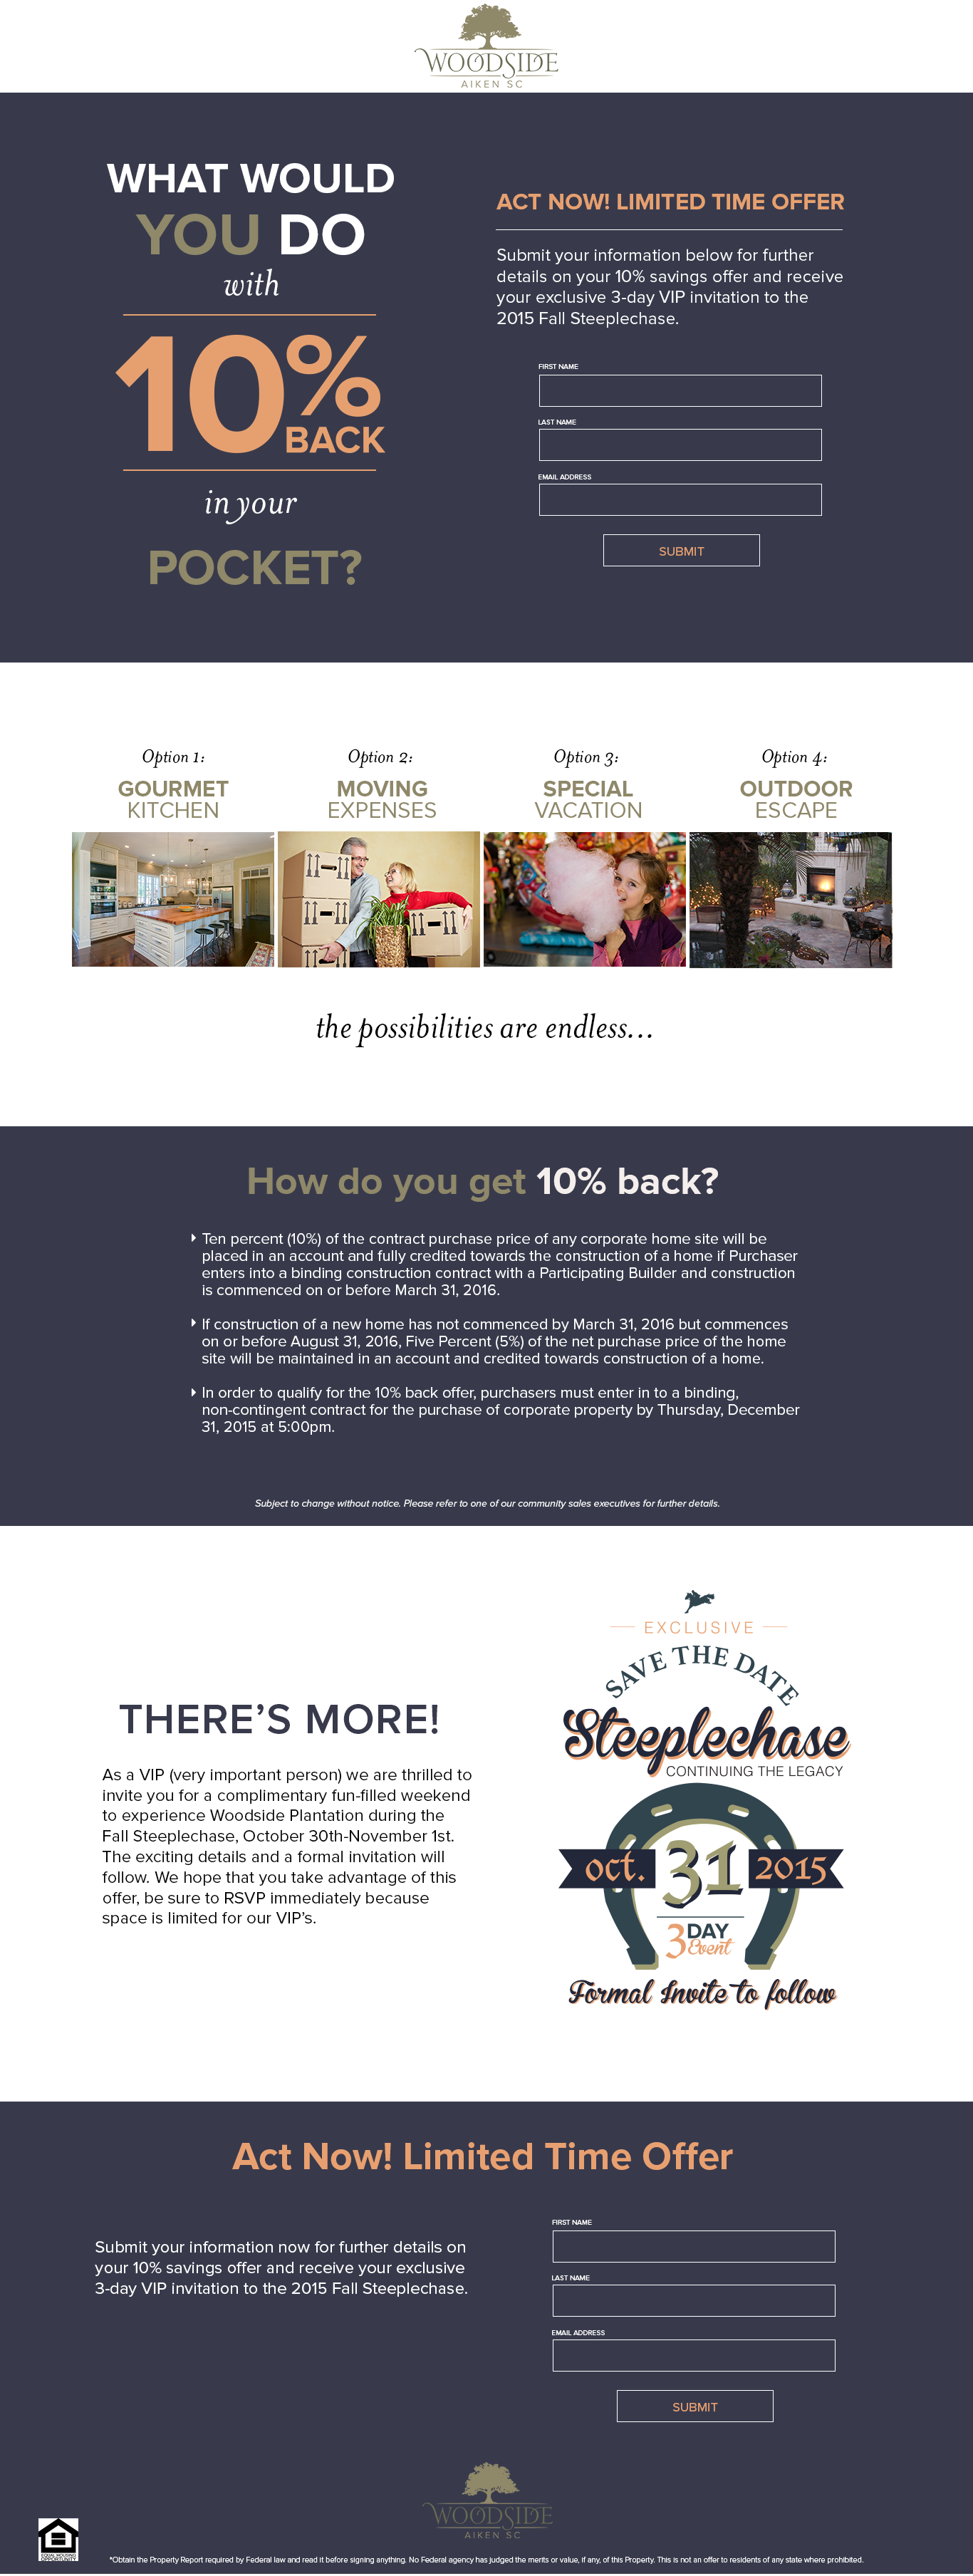 WOODSIDE
AIKEN SC
WHAT WOULD
YOU DO
with
10%
BACK
in your
POCKET?
ACT NOW! LIMITED TIME OFFER
Submit your information below for further
details on your 10% savings offer and receive
your exclusive 3-day VIP invitation to the
2015 Fall Steeplechase.
FIRST NAME
LAST NAME
EMAIL ADDRESS
SUBMIT
Option 1:
GOURMET
KITCHEN
Option 2:
MOVING
EXPENSES
Option 3:
SPECIAL
VACATION
Option 4:
OUTDOOR
ESCAPE
the possibilities are endless...
How do you get 10% back?
Ten percent (10%) of the contract purchase price of any corporate home site will be
placed in an account and fully credited towards the construction of a home if Purchaser
enters into a binding construction contract with a Participating Builder and construction
is commenced on or before March 31, 2016.
If construction of a new home has not commenced by March 31, 2016 but commences
on or before August 31, 2016, Five Percent (5%) of the net purchase price of the home
site will be maintained in an account and credited towards construction of a home.
In order to qualify for the 10% back offer, purchasers must enter in to a binding,
non-contingent contract for the purchase of corporate property by Thursday, December
31, 2015 at 5:00pm.
Subject to change without notice. Please refer to one of our community sales executives for further details.
THERE'S MORE!
As a VIP (very important person) we are thrilled to
invite you for a complimentary fun-filled weekend
to experience Woodside Plantation during the
Fall Steeplechase, October 30th-November 1st.
The exciting details and a formal invitation will
follow. We hope that you take advantage of this
offer, be sure to RSVP immediately because
space is limited for our VIP's.
EXCLUSIVE
SAVE THE DATE
Steeplechase
CONTINUING THE LEGACY
oct. 31 2015
3 DAY
Event
Formal Invite to follow
Act Now! Limited Time Offer
Submit your information now for further details on
your 10% savings offer and receive your exclusive
3-day VIP invitation to the 2015 Fall Steeplechase.
FIRST NAME
LAST NAME
EMAIL ADDRESS
SUBMIT
WOODSIDE
AIKEN SC
EQUAL HOUSING
OPPORTUNITY
*Obtain the Property Report required by Federal law and read it before signing anything. No Federal agency has judged the merits or value, if any, of this Property. This is not an offer to residents of any state where prohibited.